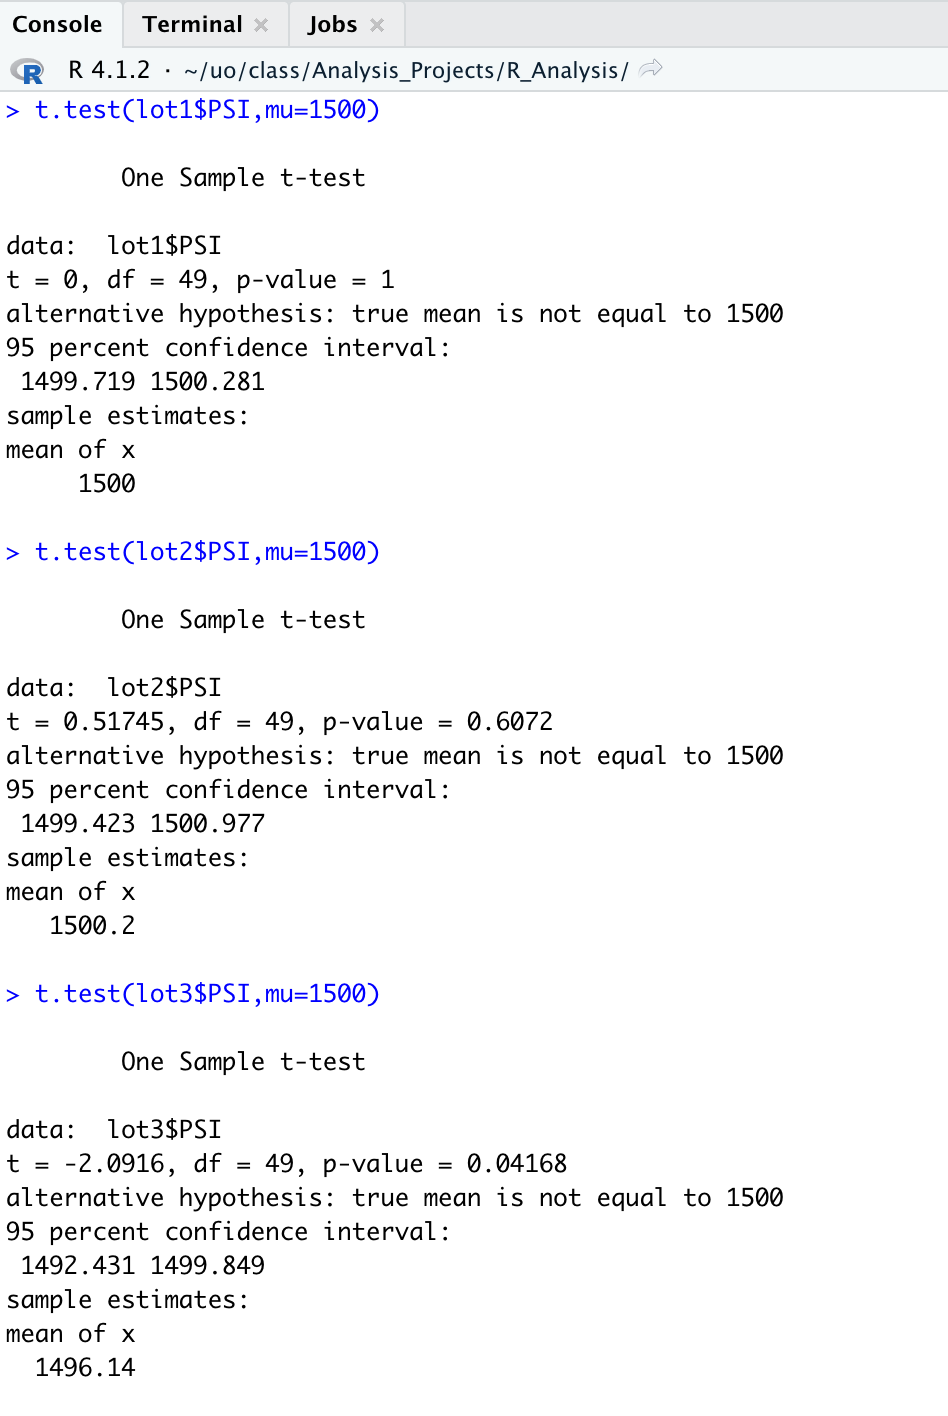 Console Terminal × Jobs ×
R R 4.1.2 · ~/uo/class/Analysis_Projects/R_Analysis/
> t.test(lot1$PSI,mu=1500)
One Sample t-test
data:  lot1$PSI
t = 0, df = 49, p-value = 1
alternative hypothesis: true mean is not equal to 1500
95 percent confidence interval:
1499.719 1500.281
sample estimates:
mean of x
1500
> t.test(lot2$PSI,mu=1500)
One Sample t-test
data:  lot2$PSI
t = 0.51745, df = 49, p-value = 0.6072
alternative hypothesis: true mean is not equal to 1500
95 percent confidence interval:
1499.423 1500.977
sample estimates:
mean of x
1500.2
> t.test(lot3$PSI,mu=1500)
One Sample t-test
data:  lot3$PSI
t = -2.0916, df = 49, p-value = 0.04168
alternative hypothesis: true mean is not equal to 1500
95 percent confidence interval:
1492.431 1499.849
sample estimates:
mean of x
1496.14